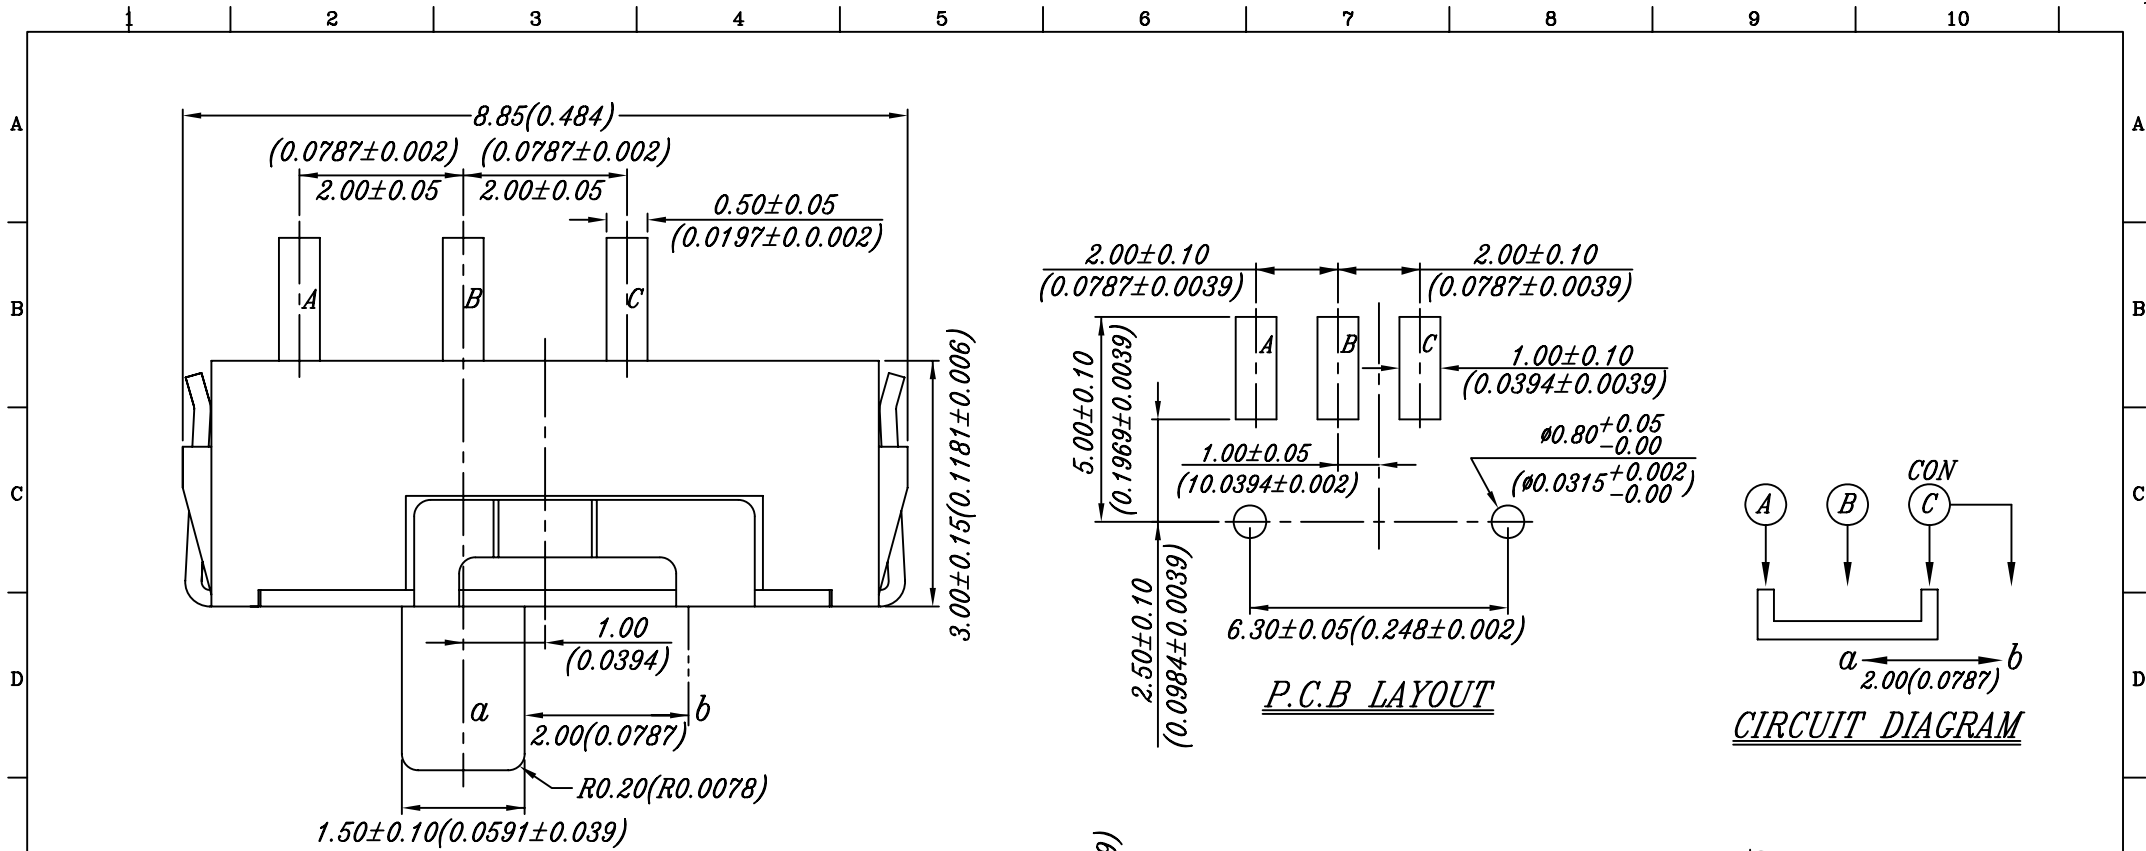 1 2 3 4 5 6 7 8 9 10
A
B
C
D
A
B
C
D
8.85(0.484)
(0.0787±0.002) (0.0787±0.002)
2.00±0.05 2.00±0.05
0.50±0.05
(0.0197±0.0.002)
A B C
3.00±0.15(0.1181±0.006)
1.00
(0.0394)
a b
2.00(0.0787)
R0.20(R0.0078)
1.50±0.10(0.0591±0.039)
2.00±0.10 2.00±0.10
(0.0787±0.0039) (0.0787±0.0039)
A B C
5.00±0.10
(0.1969±0.0039)
1.00±0.10
(0.0394±0.0039)
1.00±0.05
(10.0394±0.002)
ø0.80+0.05
-0.00
(ø0.0315+0.002
-0.00)
2.50±0.10
(0.0984±0.0039)
6.30±0.05(0.248±0.002)
P.C.B LAYOUT
CON
A B C
a b
2.00(0.0787)
CIRCUIT DIAGRAM